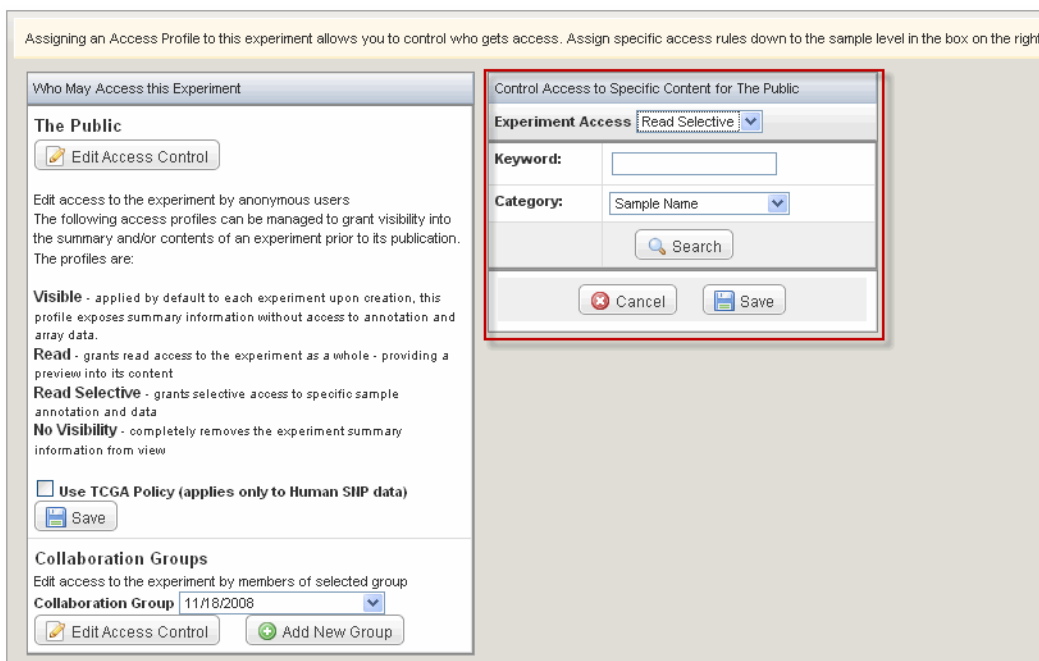 Assigning an Access Profile to this experiment allows you to control who gets access. Assign specific access rules down to the sample level in the box on the right
Who May Access this Experiment
The Public
Edit Access Control
Edit access to the experiment by anonymous users
The following access profiles can be managed to grant visibility into
the summary and/or contents of an experiment prior to its publication.
The profiles are:
Visible - applied by default to each experiment upon creation, this
profile exposes summary information without access to annotation and
array data.
Read - grants read access to the experiment as a whole - providing a
preview into its content
Read Selective - grants selective access to specific sample
annotation and data
No Visibility - completely removes the experiment summary
information from view
Use TCGA Policy (applies only to Human SNP data)
Save
Collaboration Groups
Edit access to the experiment by members of selected group
Collaboration Group 11/18/2008
Edit Access Control Add New Group
Control Access to Specific Content for The Public
Experiment Access Read Selective
Keyword:
Category: Sample Name
Search
Cancel Save